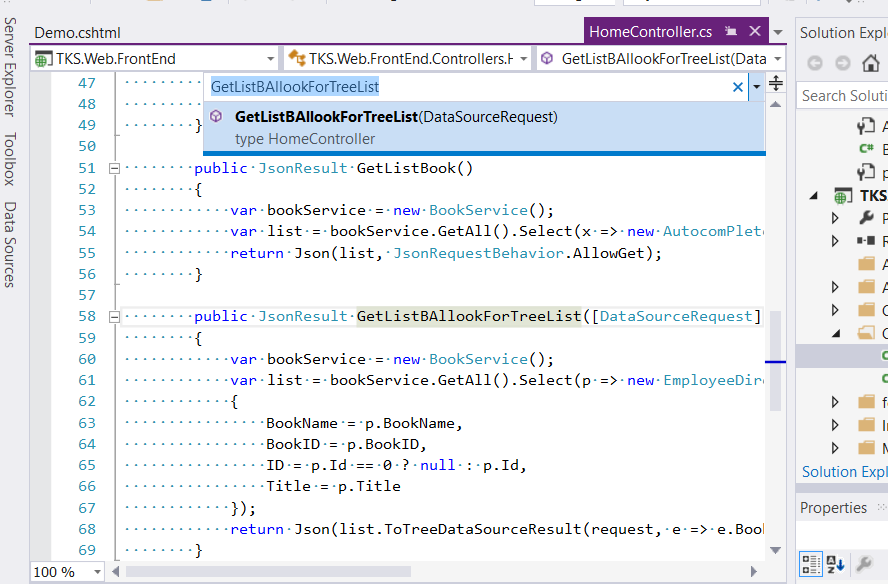 Server Explorer
Toolbox
Data Sources
Demo.cshtml
HomeController.cs
TKS.Web.FrontEnd
TKS.Web.FrontEnd.Controllers.H
GetListBAllookForTreeList(Data
GetListBAllookForTreeList
GetListBAllookForTreeList(DataSourceRequest)
type HomeController
47
48
49 }
50
51 public JsonResult GetListBook()
52 {
53 var bookService = new BookService();
54 var list = bookService.GetAll().Select(x => new AutocomPlete
55 return Json(list, JsonRequestBehavior.AllowGet);
56 }
57
58 public JsonResult GetListBAllookForTreeList([DataSourceRequest]
59 {
60 var bookService = new BookService();
61 var list = bookService.GetAll().Select(p => new EmployeeDire
62 {
63 BookName = p.BookName,
64 BookID = p.BookID,
65 ID = p.Id == 0 ? null : p.Id,
66 Title = p.Title
67 });
68 return Json(list.ToTreeDataSourceResult(request, e => e.Book
69 }
100 %
Solution Explo
Search Soluti
C#
TKS.
Solution Expl
Properties